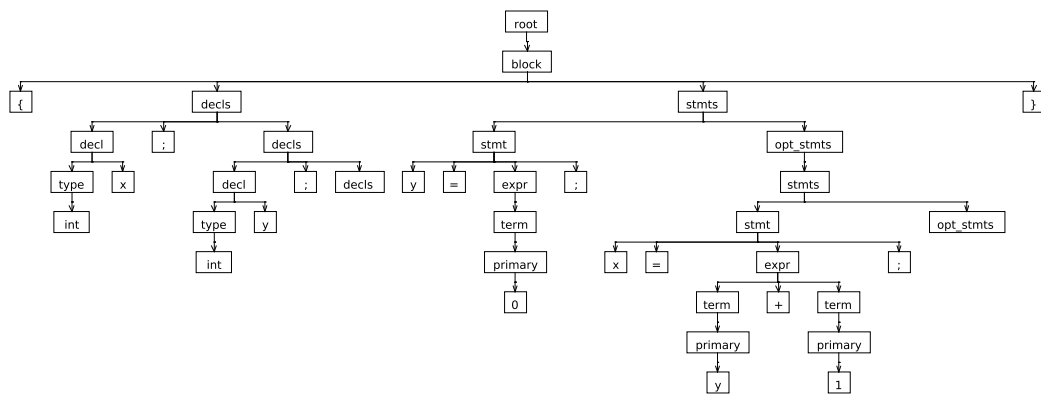 root
block
{ decls stmts }
decl ; decls stmt opt_stmts
type x decl ; decls y = expr ; stmts
int type y term stmt opt_stmts
int primary x = expr ;
0 term + term
primary primary
y 1